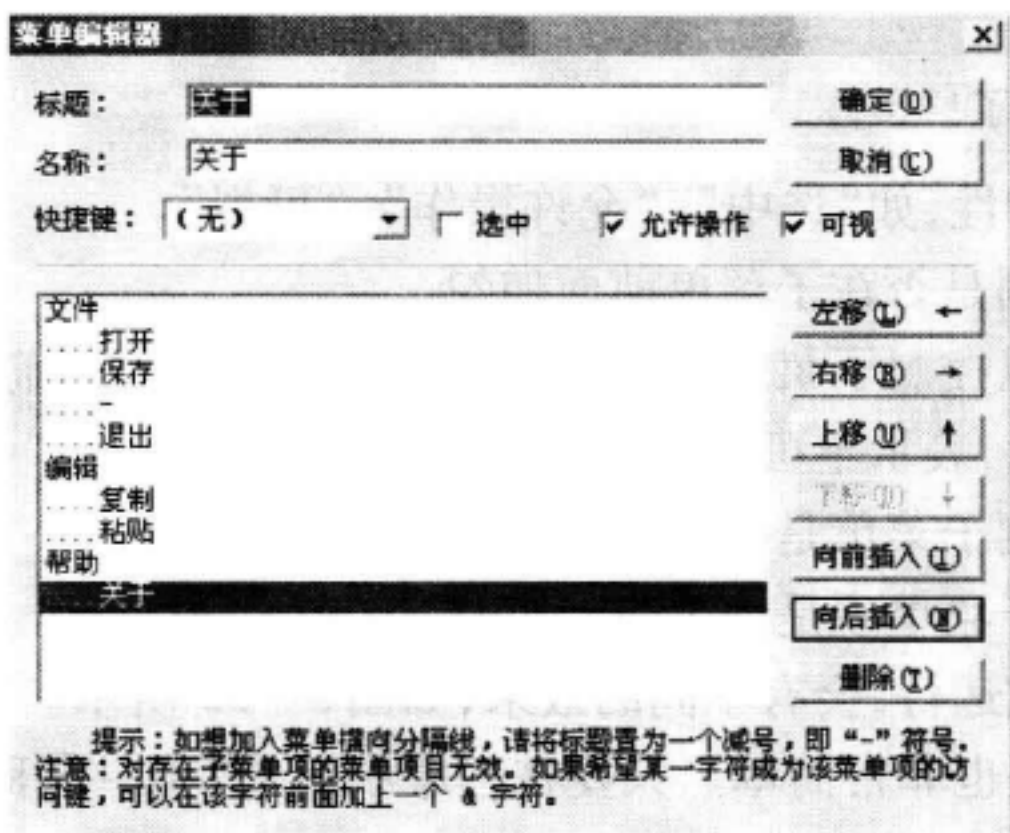 菜单编辑器
标题： 关于 确定(O)
名称： 关于 取消(C)
快捷键： (无) 选中 允许操作 可视
文件 左移(L) ←
....打开
....保存 右移(R) →
....-
....退出 上移(U) ↑
编辑
....复制 下移(D) ↓
....粘贴
帮助 向前插入(I)
....关于
向后插入(N)
删除(T)
提示：如想加入菜单横向分隔线，请将标题置为一个减号，即“-”符号。
注意：对存在子菜单项的菜单项目无效。如果希望某一字符成为该菜单项的访
问键，可以在该字符前面加上一个 & 字符。